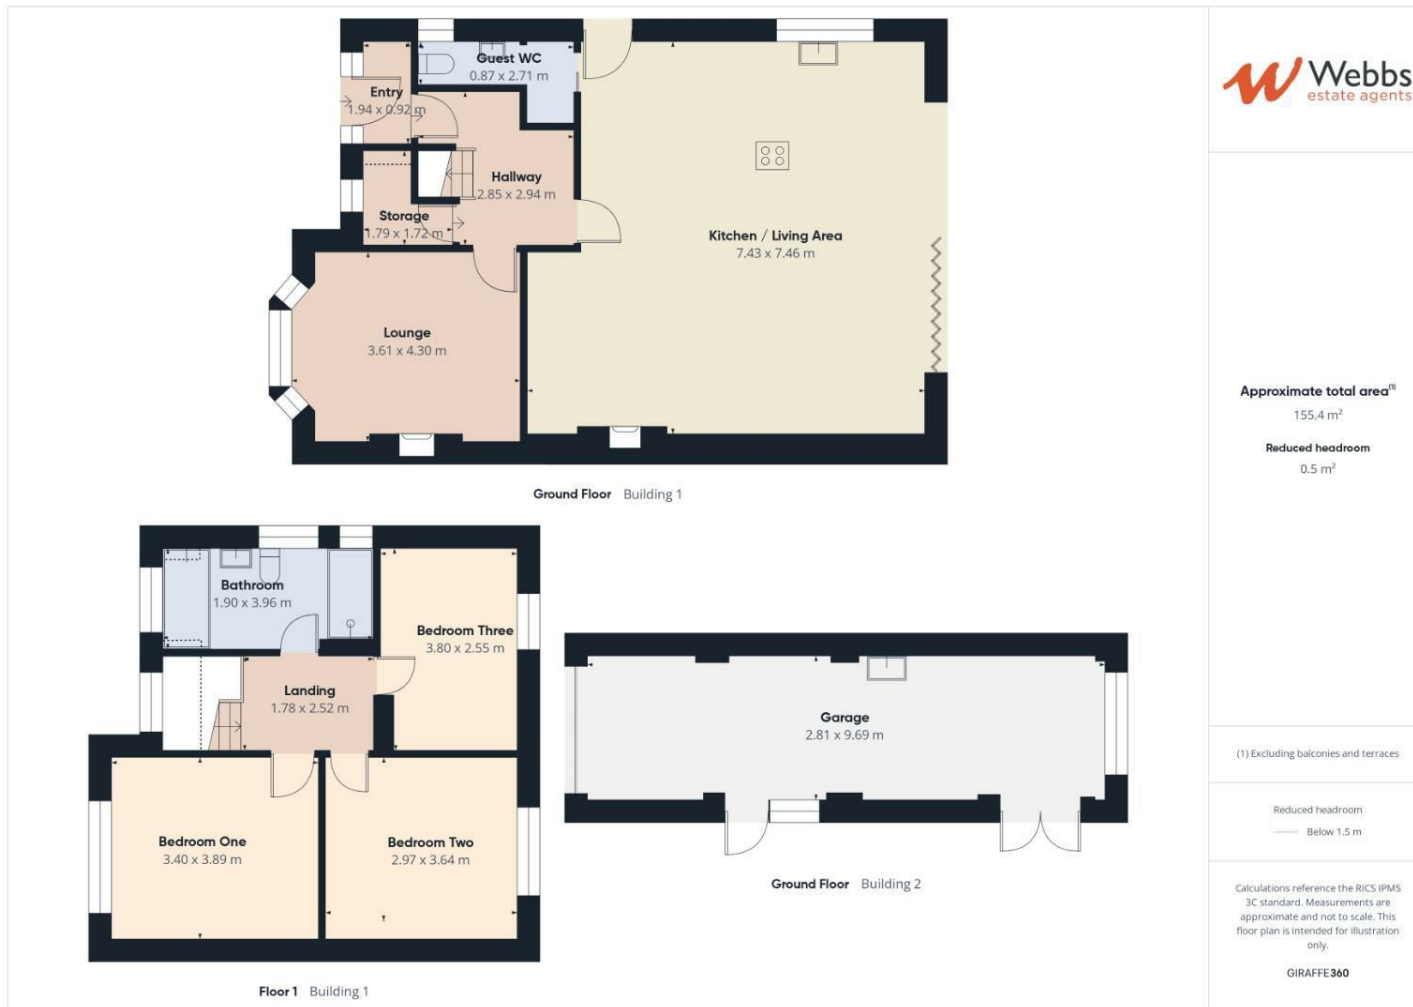 Guest WC
0.87 x 2.71 m
Entry
1.94 x 0.92 m
Hallway
2.85 x 2.94 m
Storage
1.79 x 1.72 m
Kitchen / Living Area
7.43 x 7.46 m
Lounge
3.61 x 4.30 m
Ground Floor Building 1
Bathroom
1.90 x 3.96 m
Bedroom Three
3.80 x 2.55 m
Landing
1.78 x 2.52 m
Bedroom One
3.40 x 3.89 m
Bedroom Two
2.97 x 3.64 m
Floor 1 Building 1
Garage
2.81 x 9.69 m
Ground Floor Building 2
Webbs
estate agents
Approximate total area(1)
155.4 m²
Reduced headroom
0.5 m²
(1) Excluding balconies and terraces
Reduced headroom
Below 1.5 m
Calculations reference the RICS IPMS
3C standard. Measurements are
approximate and not to scale. This
floor plan is intended for illustration
only.
GIRAFFE360